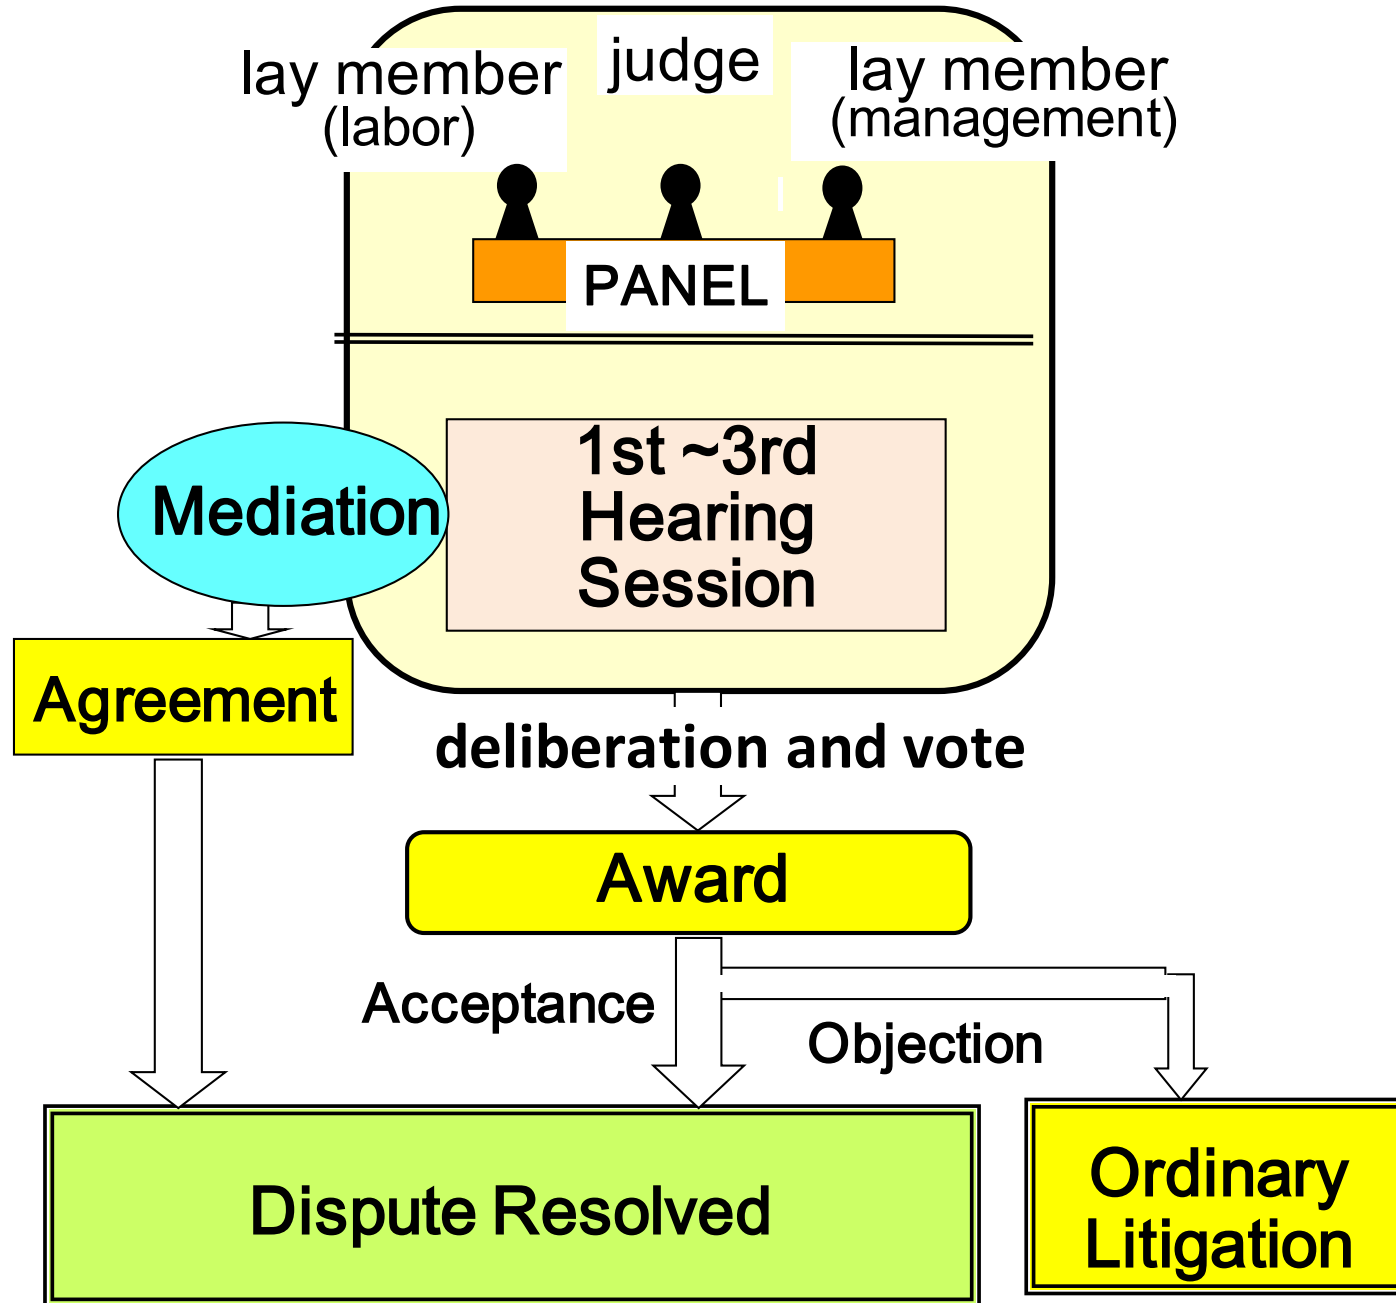 judge
lay member
(labor)
lay member
(management)
PANEL
Mediation
1st ~3rd
Hearing
Session
Agreement
deliberation and vote
Award
Acceptance
Objection
Dispute Resolved
Ordinary
Litigation